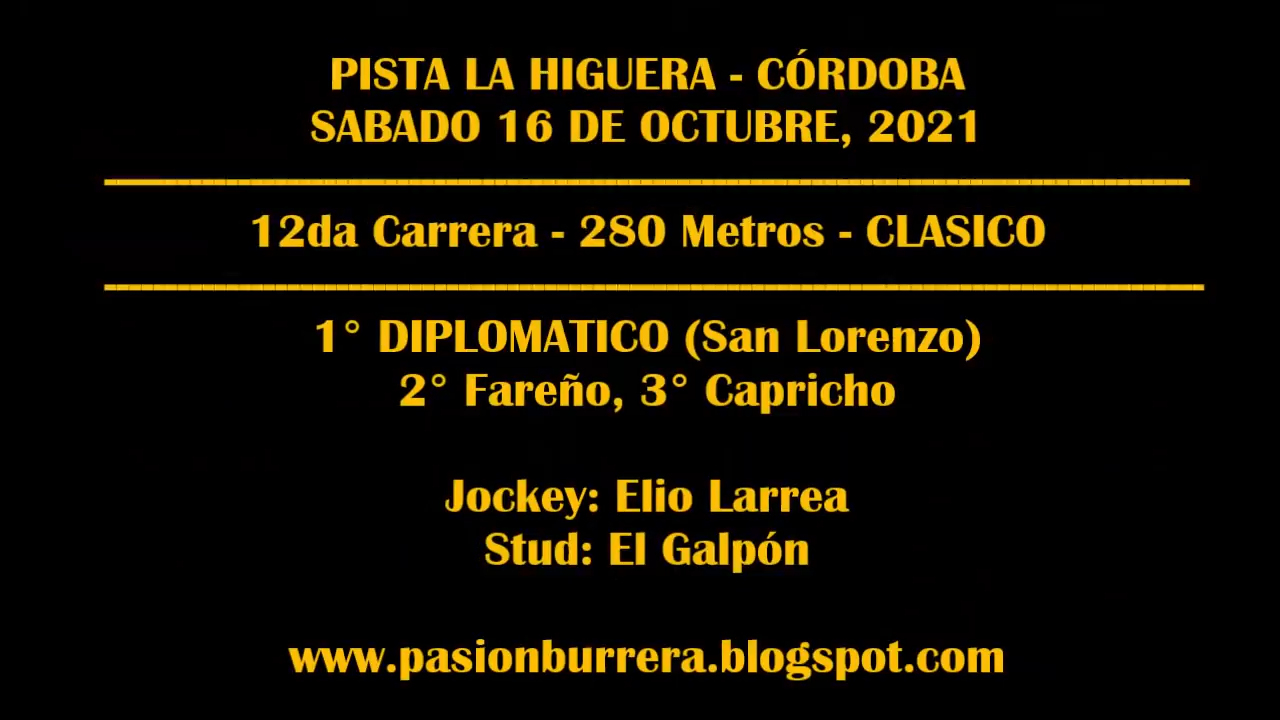 PISTA LA HIGUERA - CÓRDOBA
SABADO 16 DE OCTUBRE, 2021
12da Carrera - 280 Metros - CLASICO
1° DIPLOMATICO (San Lorenzo)
2° Fareño, 3° Capricho
Jockey: Elio Larrea
Stud: El Galpón
www.pasionburrera.blogspot.com